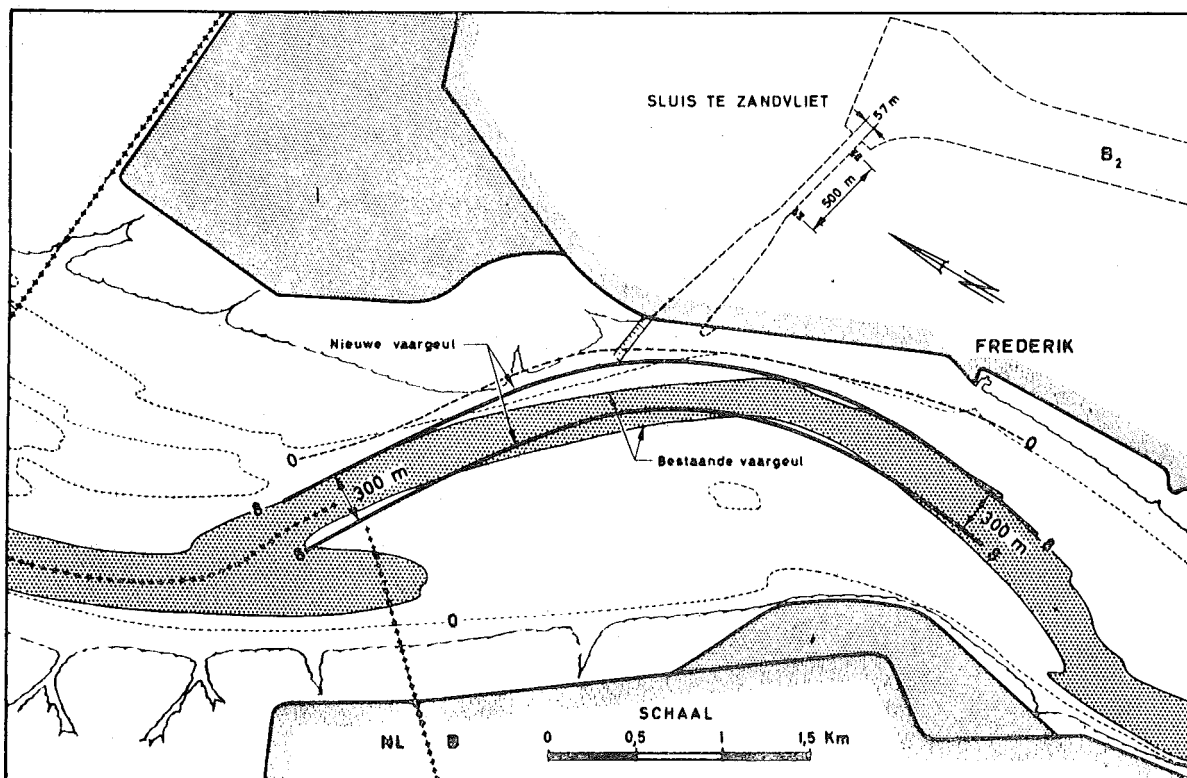 SLUIS TE ZANDVLIET
57 m
B2
500 m
FREDERIK
Nieuwe vaargeul
0
8
300 m
Bestaande vaargeul
0
8
300 m
8
8
0
SCHAAL
NL B
0 0,5 1 1,5 Km